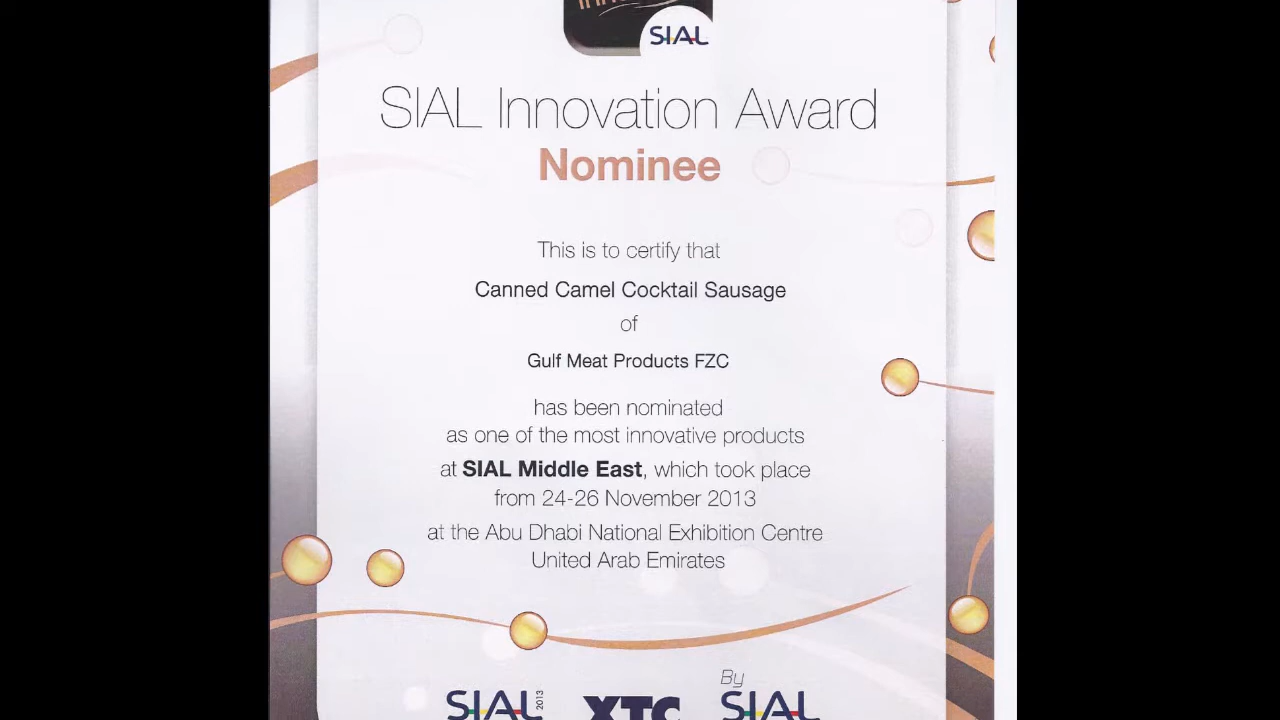 SIAL
SIAL Innovation Award
Nominee
This is to certify that
Canned Camel Cocktail Sausage
of
Gulf Meat Products FZC
has been nominated
as one of the most innovative products
at SIAL Middle East, which took place
from 24-26 November 2013
at the Abu Dhabi National Exhibition Centre
United Arab Emirates
By
SIAL 2013 XTC SIAL